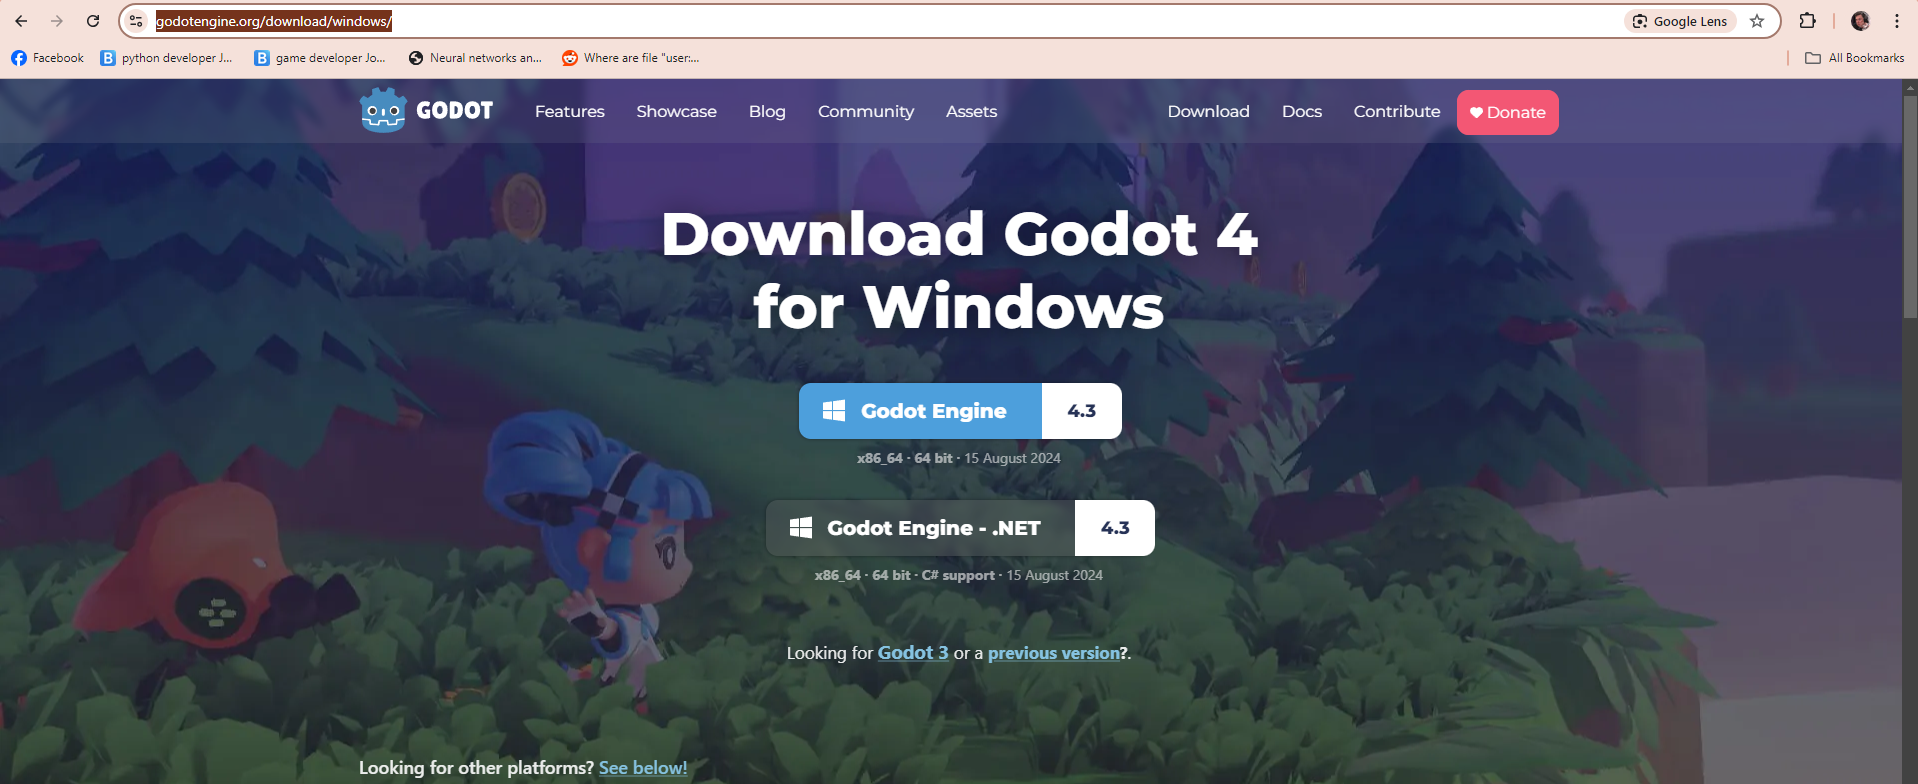 godotengine.org/download/windows/
Google Lens
Facebook
python developer J...
game developer Jo...
Neural networks an...
Where are file "user:...
All Bookmarks
GODOT
Features
Showcase
Blog
Community
Assets
Download
Docs
Contribute
Donate
Download Godot 4
for Windows
Godot Engine 4.3
x86_64 · 64 bit · 15 August 2024
Godot Engine - .NET 4.3
x86_64 · 64 bit · C# support · 15 August 2024
Looking for Godot 3 or a previous version?.
Looking for other platforms? See below!